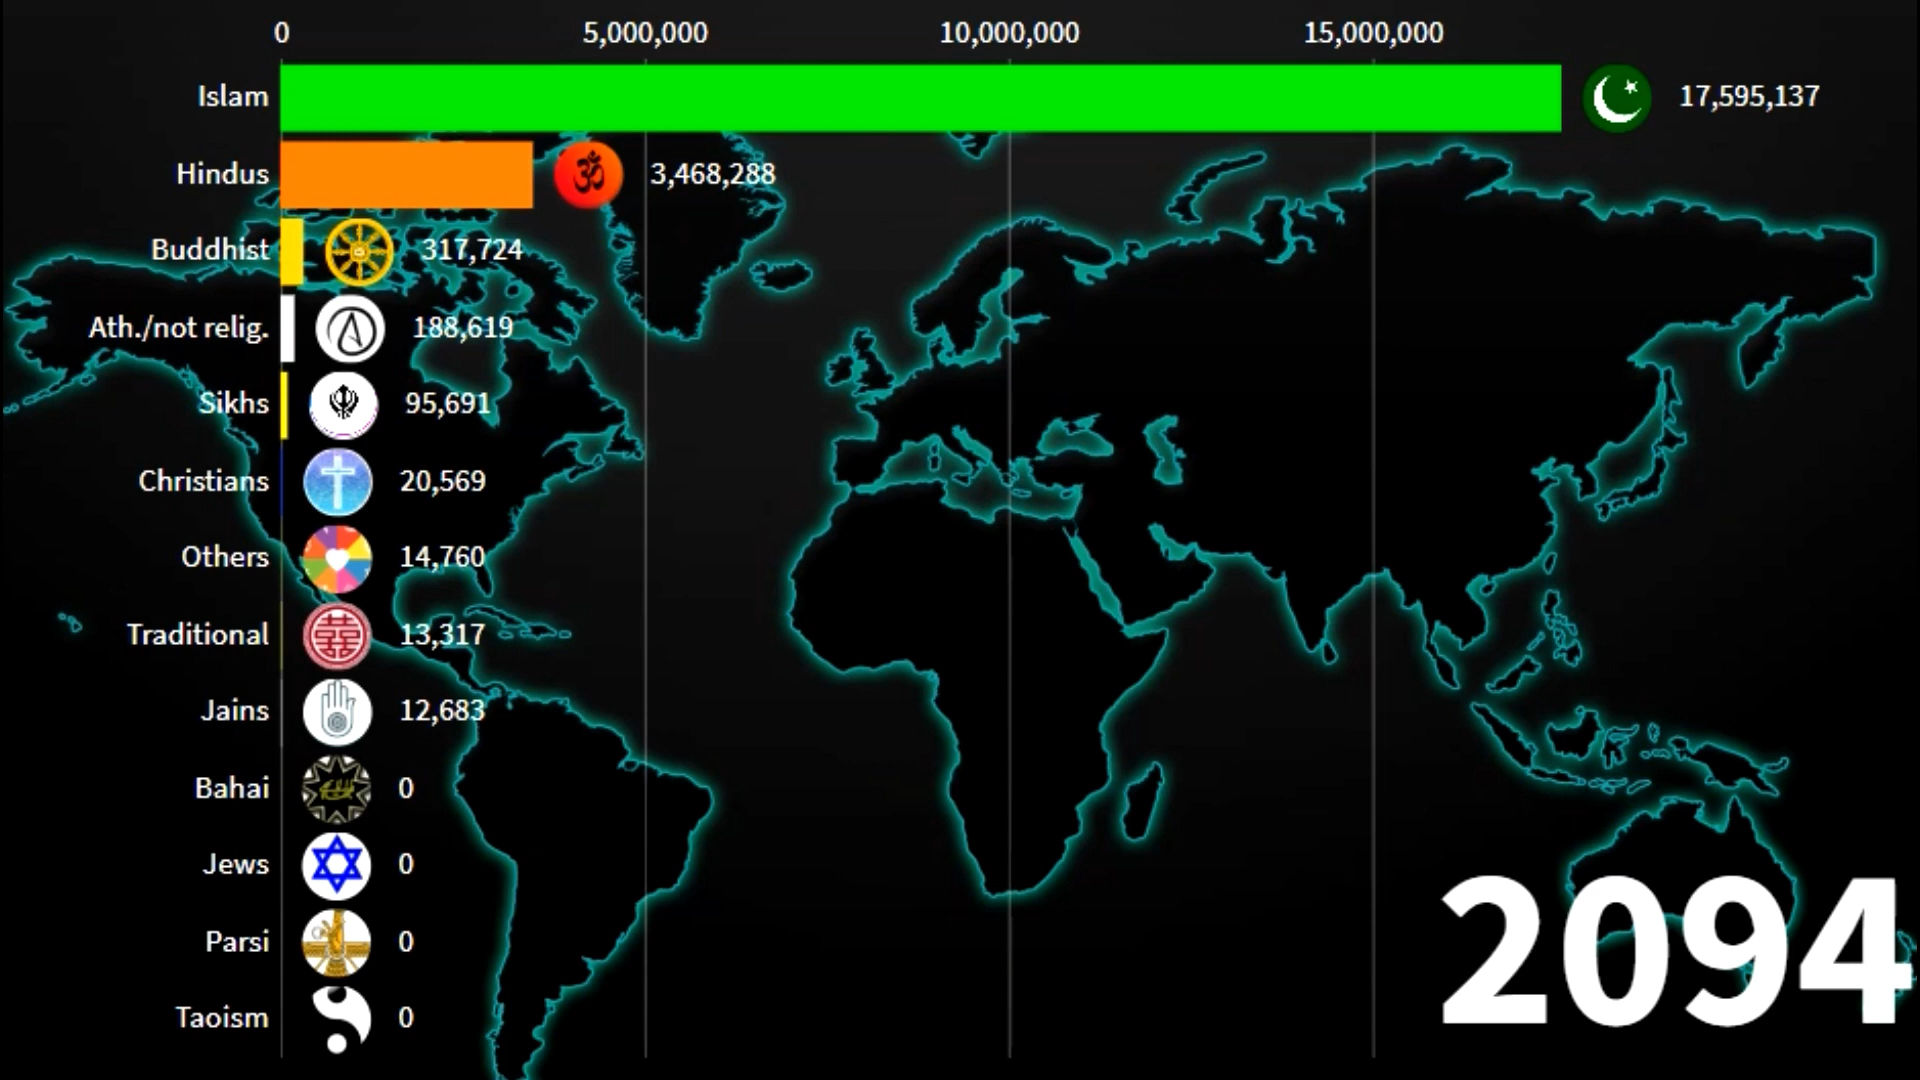 0 5,000,000 10,000,000 15,000,000
Islam 17,595,137
Hindus ॐ 3,468,288
Buddhist 317,724
Ath./not relig. 188,619
Sikhs 95,691
Christians 20,569
Others 14,760
Traditional 13,317
Jains 12,683
Bahai 0
Jews 0
Parsi 0
Taoism 0
2094